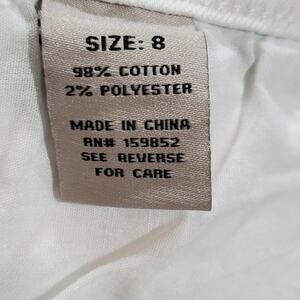 SIZE: 8
98% COTTON
2% POLYESTER
MADE IN CHINA
RN# 159852
SEE REVERSE
FOR CARE